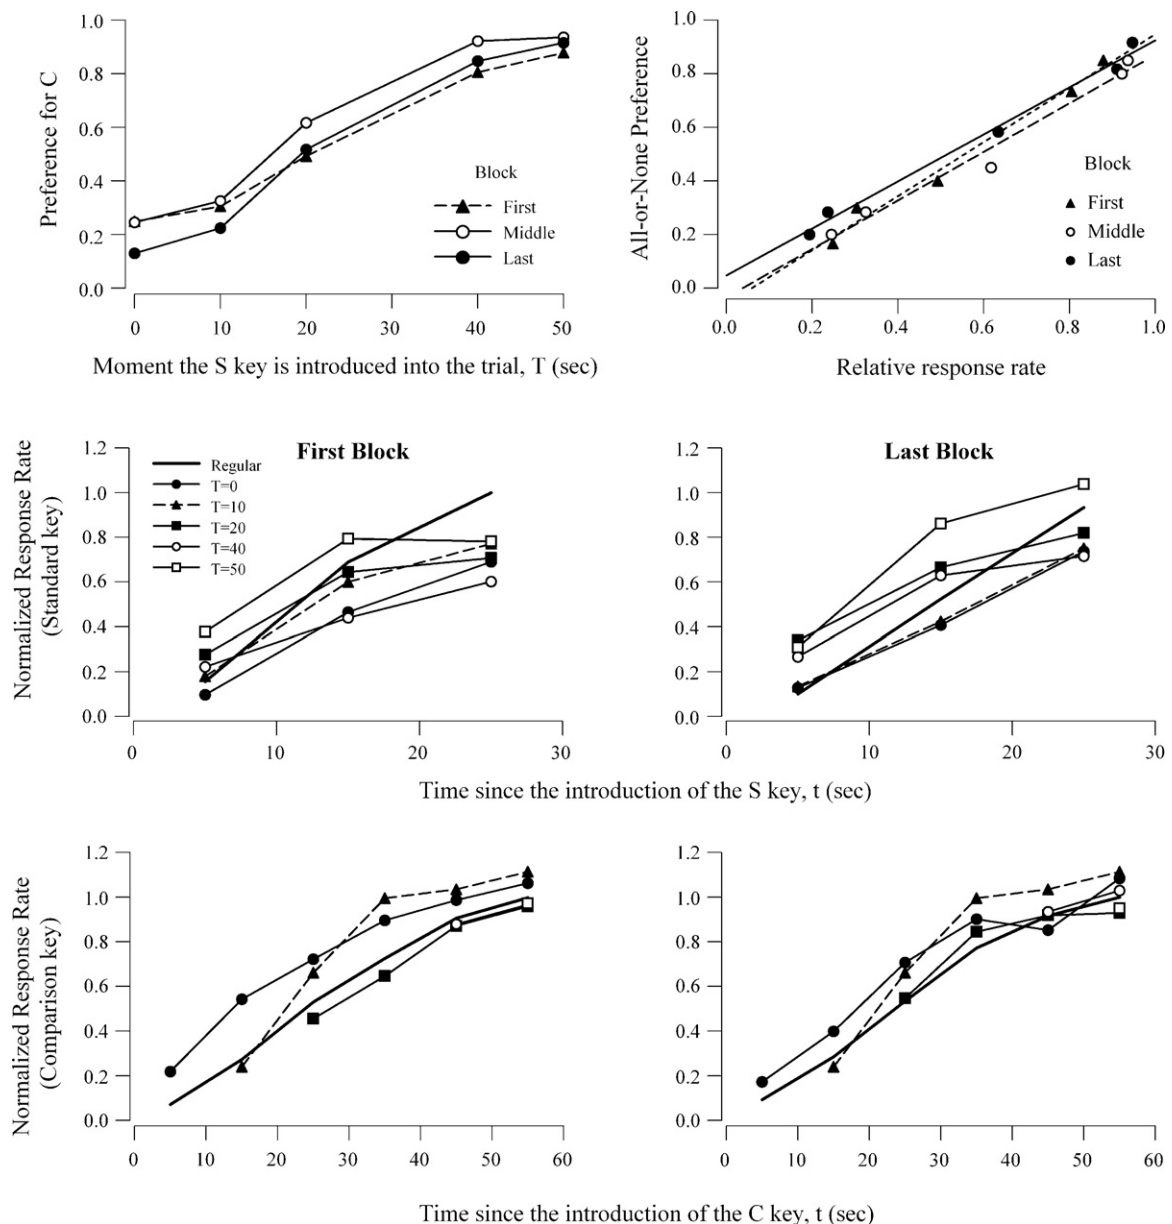 1.0
0.8
0.6
0.4
0.2
0.0
Preference for C
Block
First
Middle
Last
0 10 20 30 40 50
Moment the S key is introduced into the trial, T (sec)
1.0
0.8
0.6
0.4
0.2
0.0
All-or-None Preference
Block
First
Middle
Last
0.0 0.2 0.4 0.6 0.8 1.0
Relative response rate
First Block
1.2
1.0
0.8
0.6
0.4
0.2
0.0
Normalized Response Rate
(Standard key)
Regular
T=0
T=10
T=20
T=40
T=50
0 10 20 30
Last Block
1.2
1.0
0.8
0.6
0.4
0.2
0.0
0 10 20 30
Time since the introduction of the S key, t (sec)
1.2
1.0
0.8
0.6
0.4
0.2
0.0
Normalized Response Rate
(Comparison key)
0 10 20 30 40 50 60
1.2
1.0
0.8
0.6
0.4
0.2
0.0
0 10 20 30 40 50 60
Time since the introduction of the C key, t (sec)